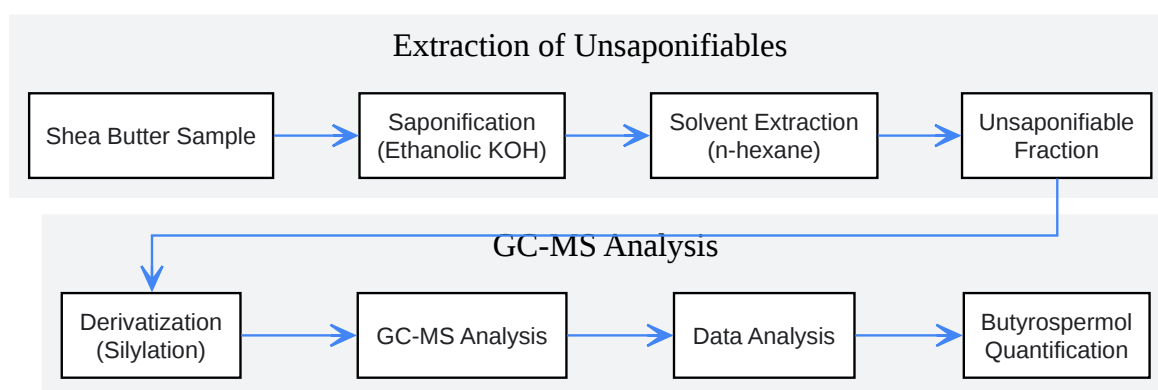 Extraction of Unsaponifiables
Shea Butter Sample
Saponification
(Ethanolic KOH)
Solvent Extraction
(n-hexane)
Unsaponifiable
Fraction
GC-MS Analysis
Derivatization
(Silylation)
GC-MS Analysis
Data Analysis
Butyrospermol
Quantification